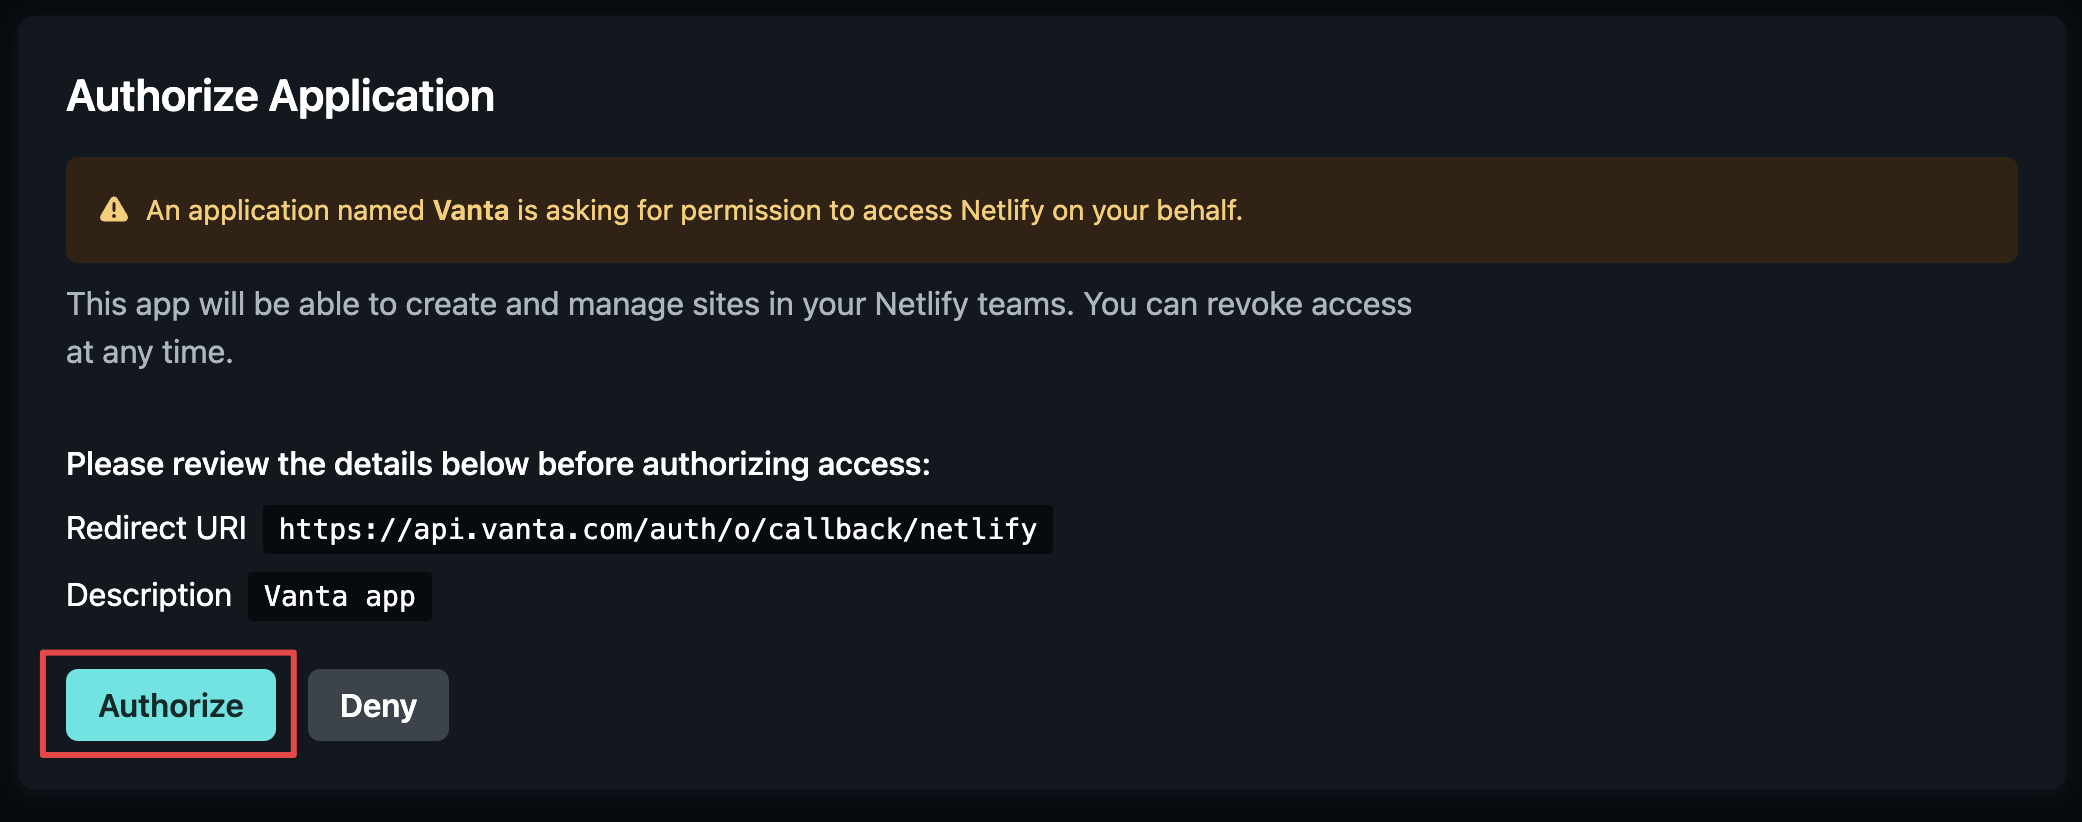 Authorize Application
An application named Vanta is asking for permission to access Netlify on your behalf.
This app will be able to create and manage sites in your Netlify teams. You can revoke access
at any time.
Please review the details below before authorizing access:
Redirect URI https://api.vanta.com/auth/o/callback/netlify
Description Vanta app
Authorize Deny